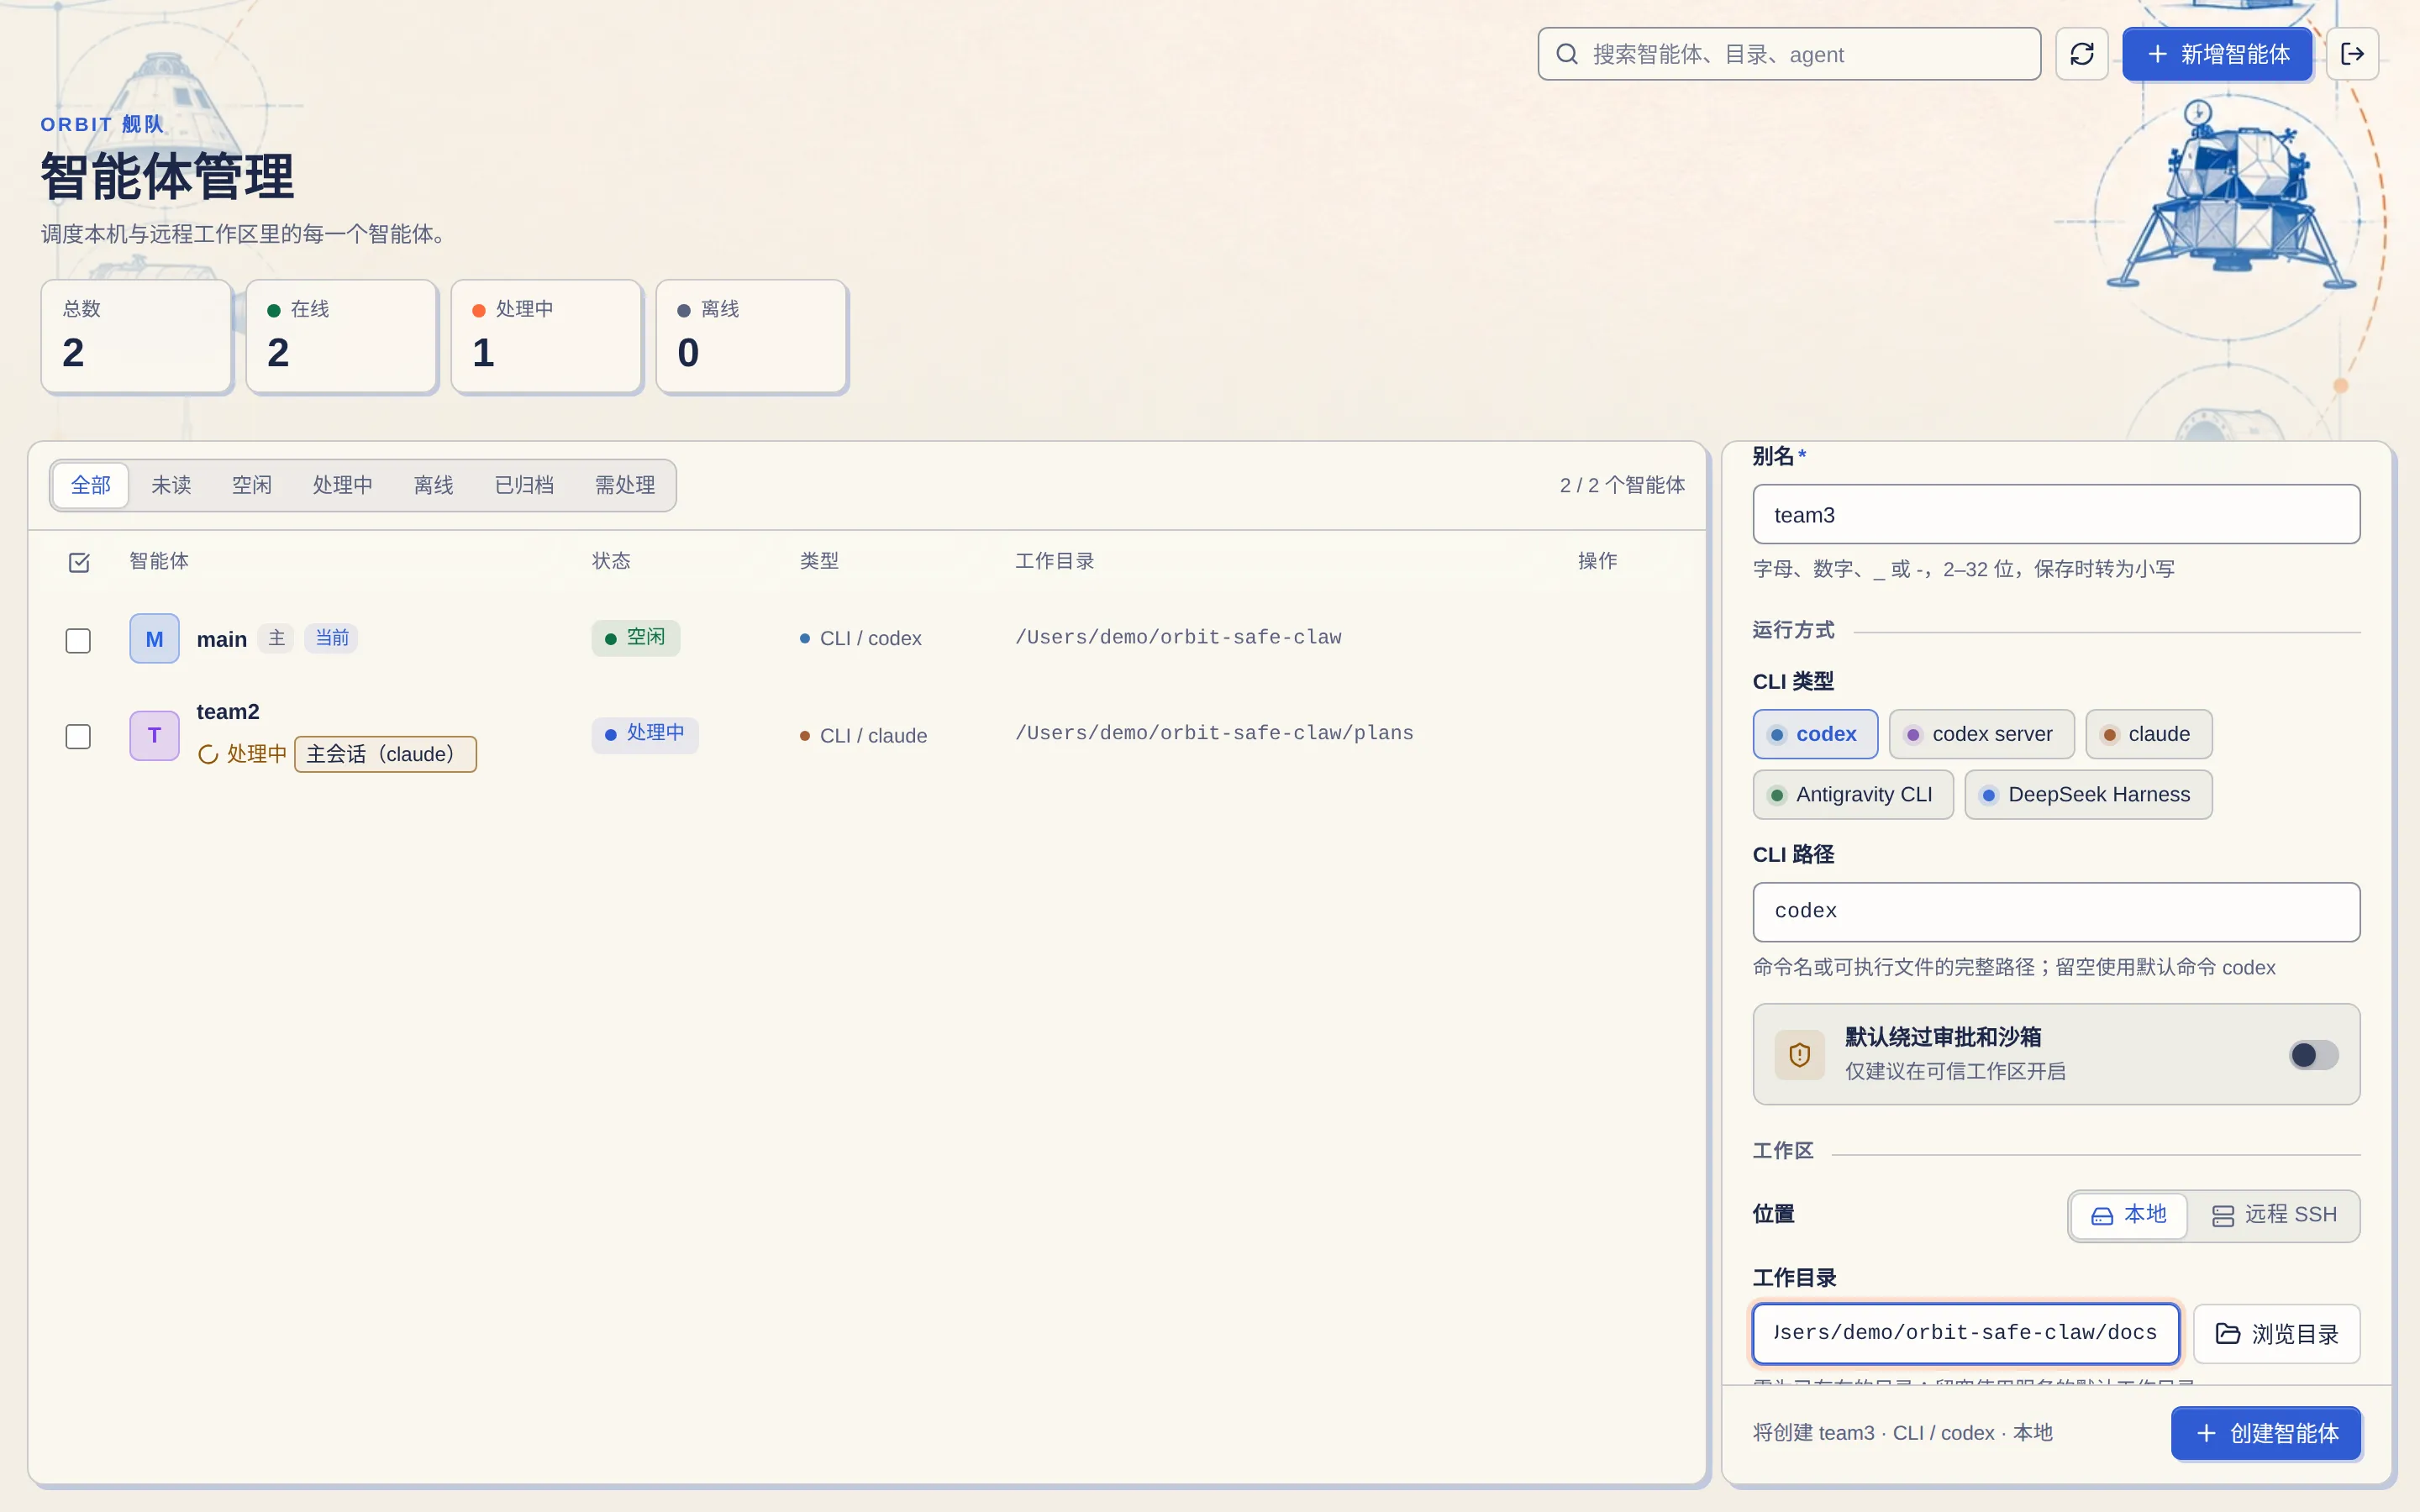 搜索智能体、目录、agent
新增智能体
ORBIT 舰队
智能体管理
调度本机与远程工作区里的每一个智能体。
总数
2
在线
2
处理中
1
离线
0
全部 未读 空闲 处理中 离线 已归档 需处理
2 / 2 个智能体
智能体 状态 类型 工作目录 操作
M main 主 当前 空闲 CLI / codex /Users/demo/orbit-safe-claw
T team2 处理中 主会话（claude） 处理中 CLI / claude /Users/demo/orbit-safe-claw/plans
别名*
team3
字母、数字、_ 或 -，2–32 位，保存时转为小写
运行方式
CLI 类型
codex codex server claude
Antigravity CLI DeepSeek Harness
CLI 路径
codex
命令名或可执行文件的完整路径；留空使用默认命令 codex
默认绕过审批和沙箱
仅建议在可信工作区开启
工作区
位置 本地 远程 SSH
工作目录
sers/demo/orbit-safe-claw/docs 浏览目录
将创建 team3 · CLI / codex · 本地 创建智能体